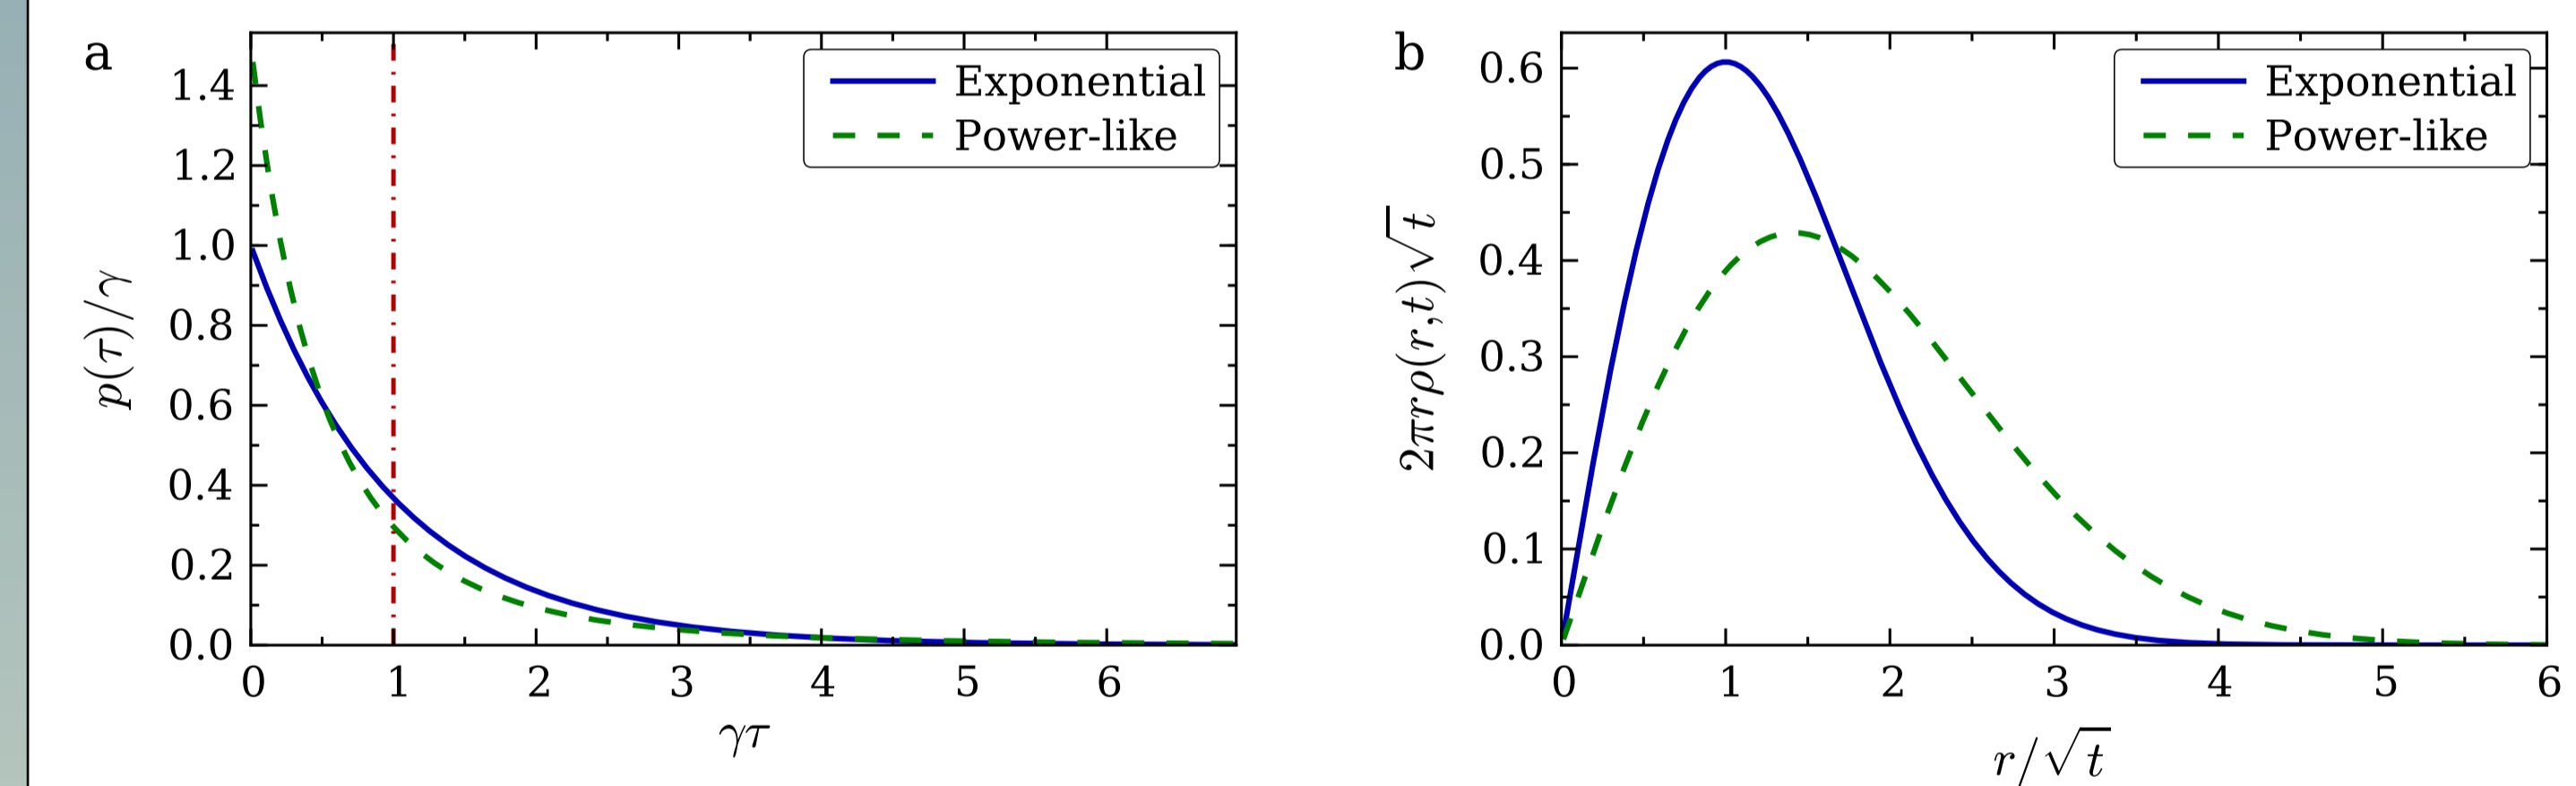 a
Exponential
Power-like
1.4
1.2
1.0
0.8
0.6
0.4
0.2
0.0
p(τ)/γ
0 1 2 3 4 5 6
γτ
b
Exponential
Power-like
0.6
0.5
0.4
0.3
0.2
0.1
0.0
2πrρ(r,t)√t
0 1 2 3 4 5 6
r/√t